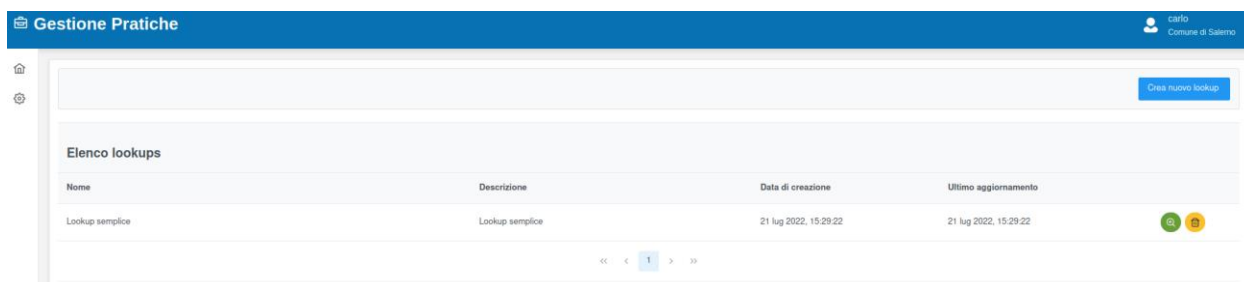 Gestione Pratiche
carlo
Comune di Salerno
Crea nuovo lookup
Elenco lookups
Nome Descrizione Data di creazione Ultimo aggiornamento
Lookup semplice Lookup semplice 21 lug 2022, 15:29:22 21 lug 2022, 15:29:22
<< < 1 > >>